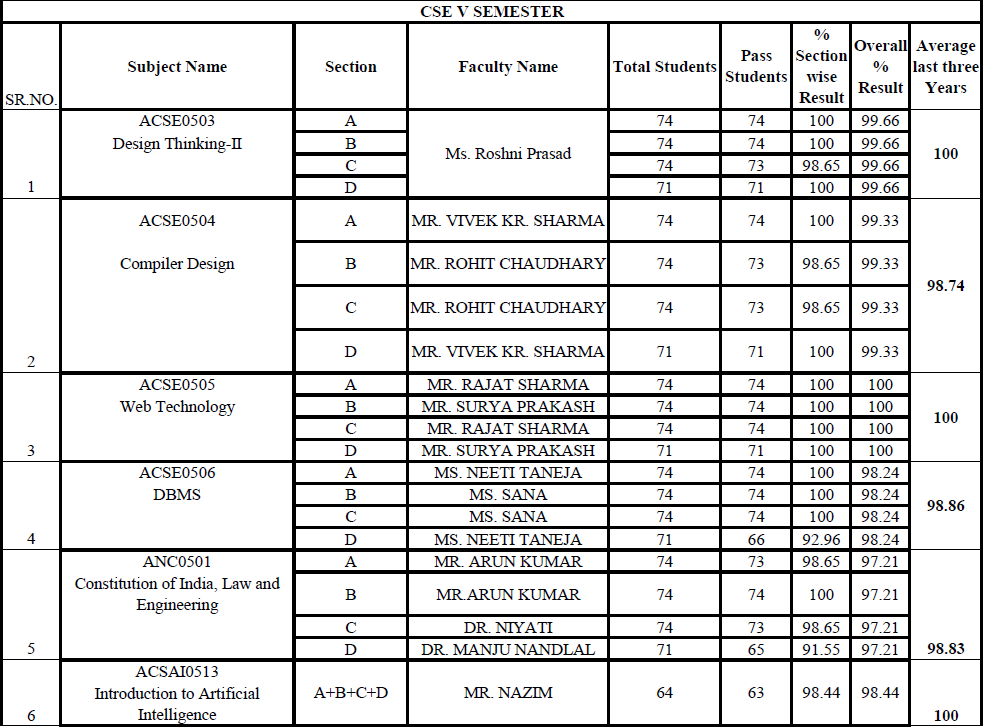 CSE V SEMESTER
SR.NO. Subject Name Section Faculty Name Total Students Pass Students % Section wise Result Overall % Result Average last three Years
1 ACSE0503 Design Thinking-II A Ms. Roshni Prasad 74 74 100 99.66 100
B 74 74 100 99.66
C 74 73 98.65 99.66
D 71 71 100 99.66
2 ACSE0504 Compiler Design A MR. VIVEK KR. SHARMA 74 74 100 99.33 98.74
B MR. ROHIT CHAUDHARY 74 73 98.65 99.33
C MR. ROHIT CHAUDHARY 74 73 98.65 99.33
D MR. VIVEK KR. SHARMA 71 71 100 99.33
3 ACSE0505 Web Technology A MR. RAJAT SHARMA 74 74 100 100 100
B MR. SURYA PRAKASH 74 74 100 100
C MR. RAJAT SHARMA 74 74 100 100
D MR. SURYA PRAKASH 71 71 100 100
4 ACSE0506 DBMS A MS. NEETI TANEJA 74 74 100 98.24 98.86
B MS. SANA 74 74 100 98.24
C MS. SANA 74 74 100 98.24
D MS. NEETI TANEJA 71 66 92.96 98.24
5 ANC0501 Constitution of India, Law and Engineering A MR. ARUN KUMAR 74 73 98.65 97.21 98.83
B MR.ARUN KUMAR 74 74 100 97.21
C DR. NIYATI 74 73 98.65 97.21
D DR. MANJU NANDLAL 71 65 91.55 97.21
6 ACSAI0513 Introduction to Artificial Intelligence A+B+C+D MR. NAZIM 64 63 98.44 98.44 100